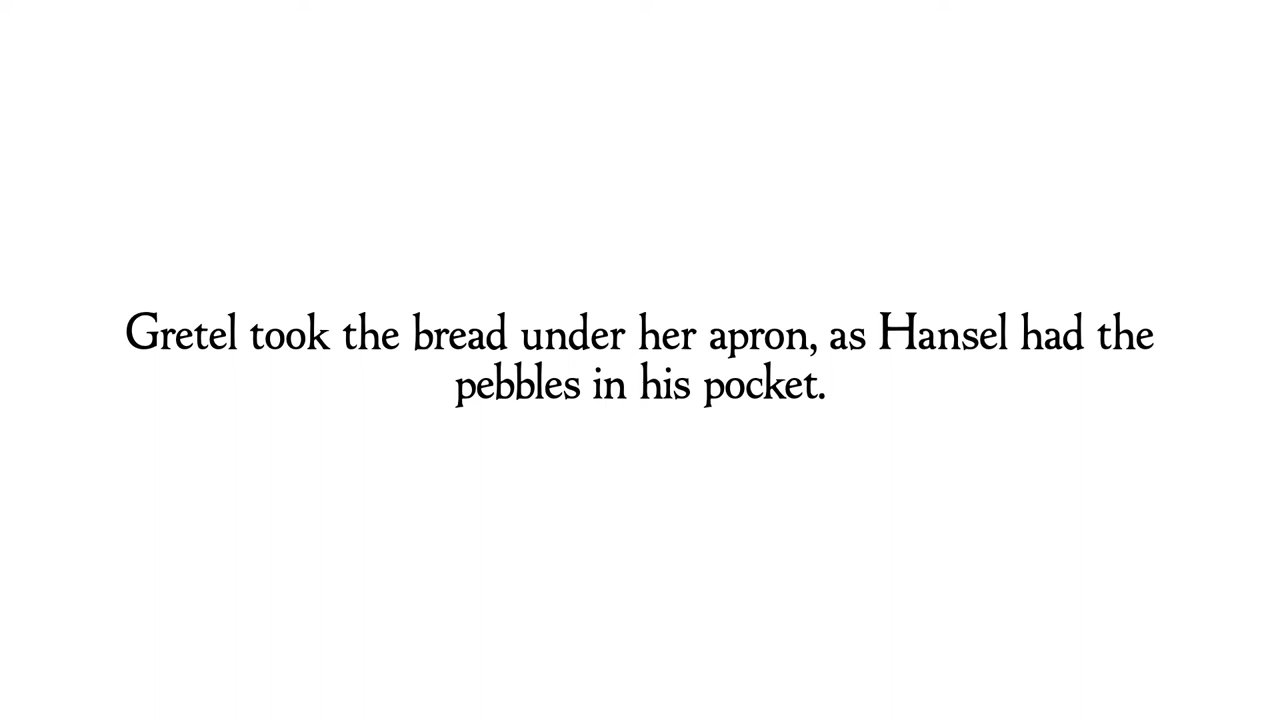 Gretel took the bread under her apron, as Hansel had the
pebbles in his pocket.